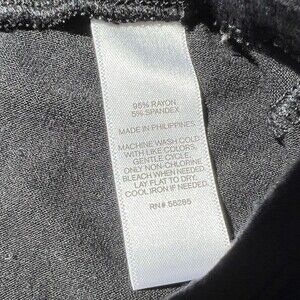 95% RAYON
5% SPANDEX
MADE IN PHILIPPINES
MACHINE WASH COLD
WITH LIKE COLORS,
GENTLE CYCLE,
ONLY NON-CHLORINE
BLEACH WHEN NEEDED.
LAY FLAT TO DRY,
COOL IRON IF NEEDED.
RN# 56285